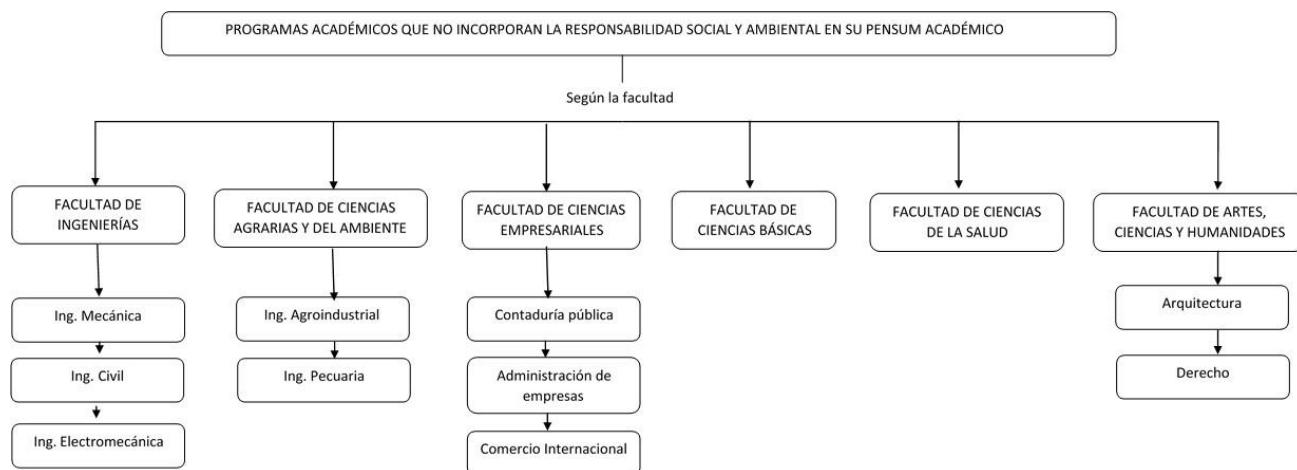 PROGRAMAS ACADÉMICOS QUE NO INCORPORAN LA RESPONSABILIDAD SOCIAL Y AMBIENTAL EN SU PENSUM ACADÉMICO
Según la facultad
FACULTAD DE
INGENIERÍAS
Ing. Mecánica
Ing. Civil
Ing. Electromecánica
FACULTAD DE CIENCIAS
AGRARIAS Y DEL AMBIENTE
Ing. Agroindustrial
Ing. Pecuaria
FACULTAD DE CIENCIAS
EMPRESARIALES
Contaduría pública
Administración de
empresas
Comercio Internacional
FACULTAD DE
CIENCIAS BÁSICAS
FACULTAD DE CIENCIAS
DE LA SALUD
FACULTAD DE ARTES,
CIENCIAS Y HUMANIDADES
Arquitectura
Derecho